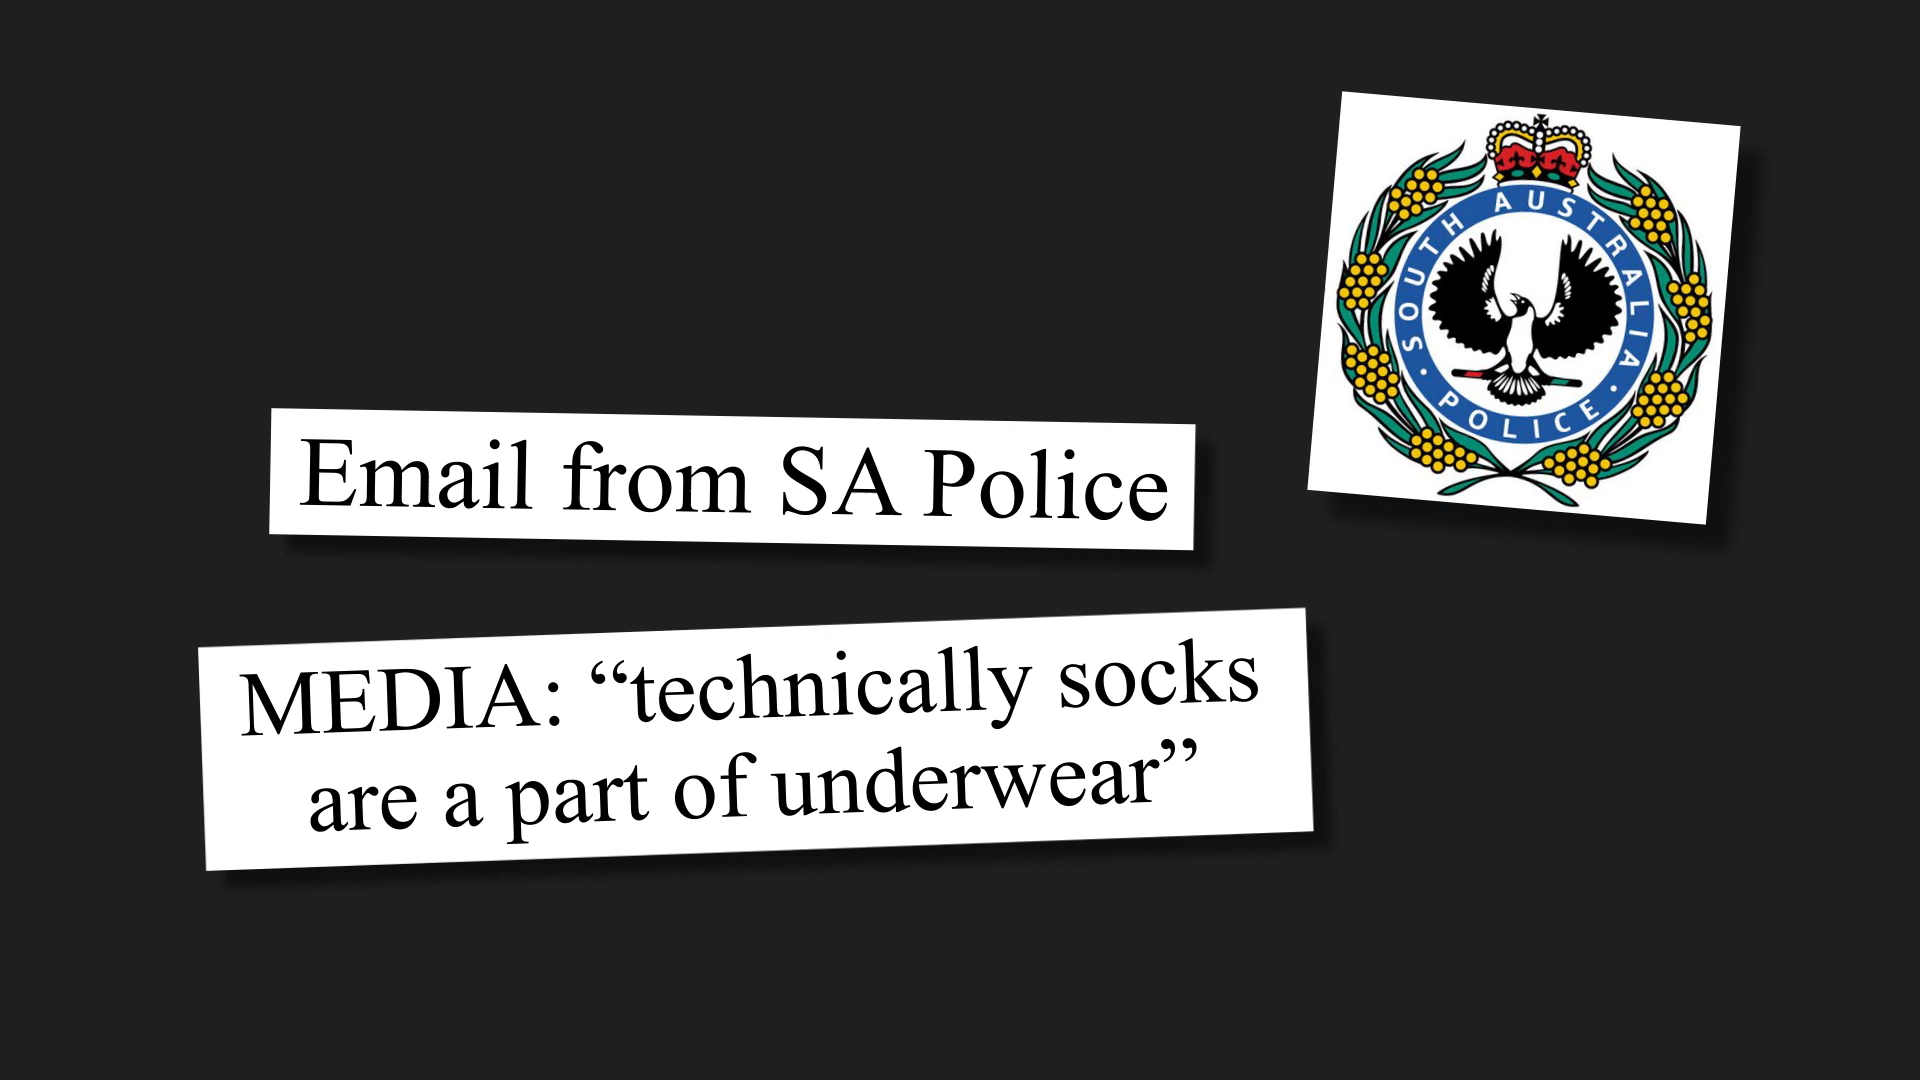 SOUTH AUSTRALIA
· POLICE ·
Email from SA Police
MEDIA: “technically socks
are a part of underwear”